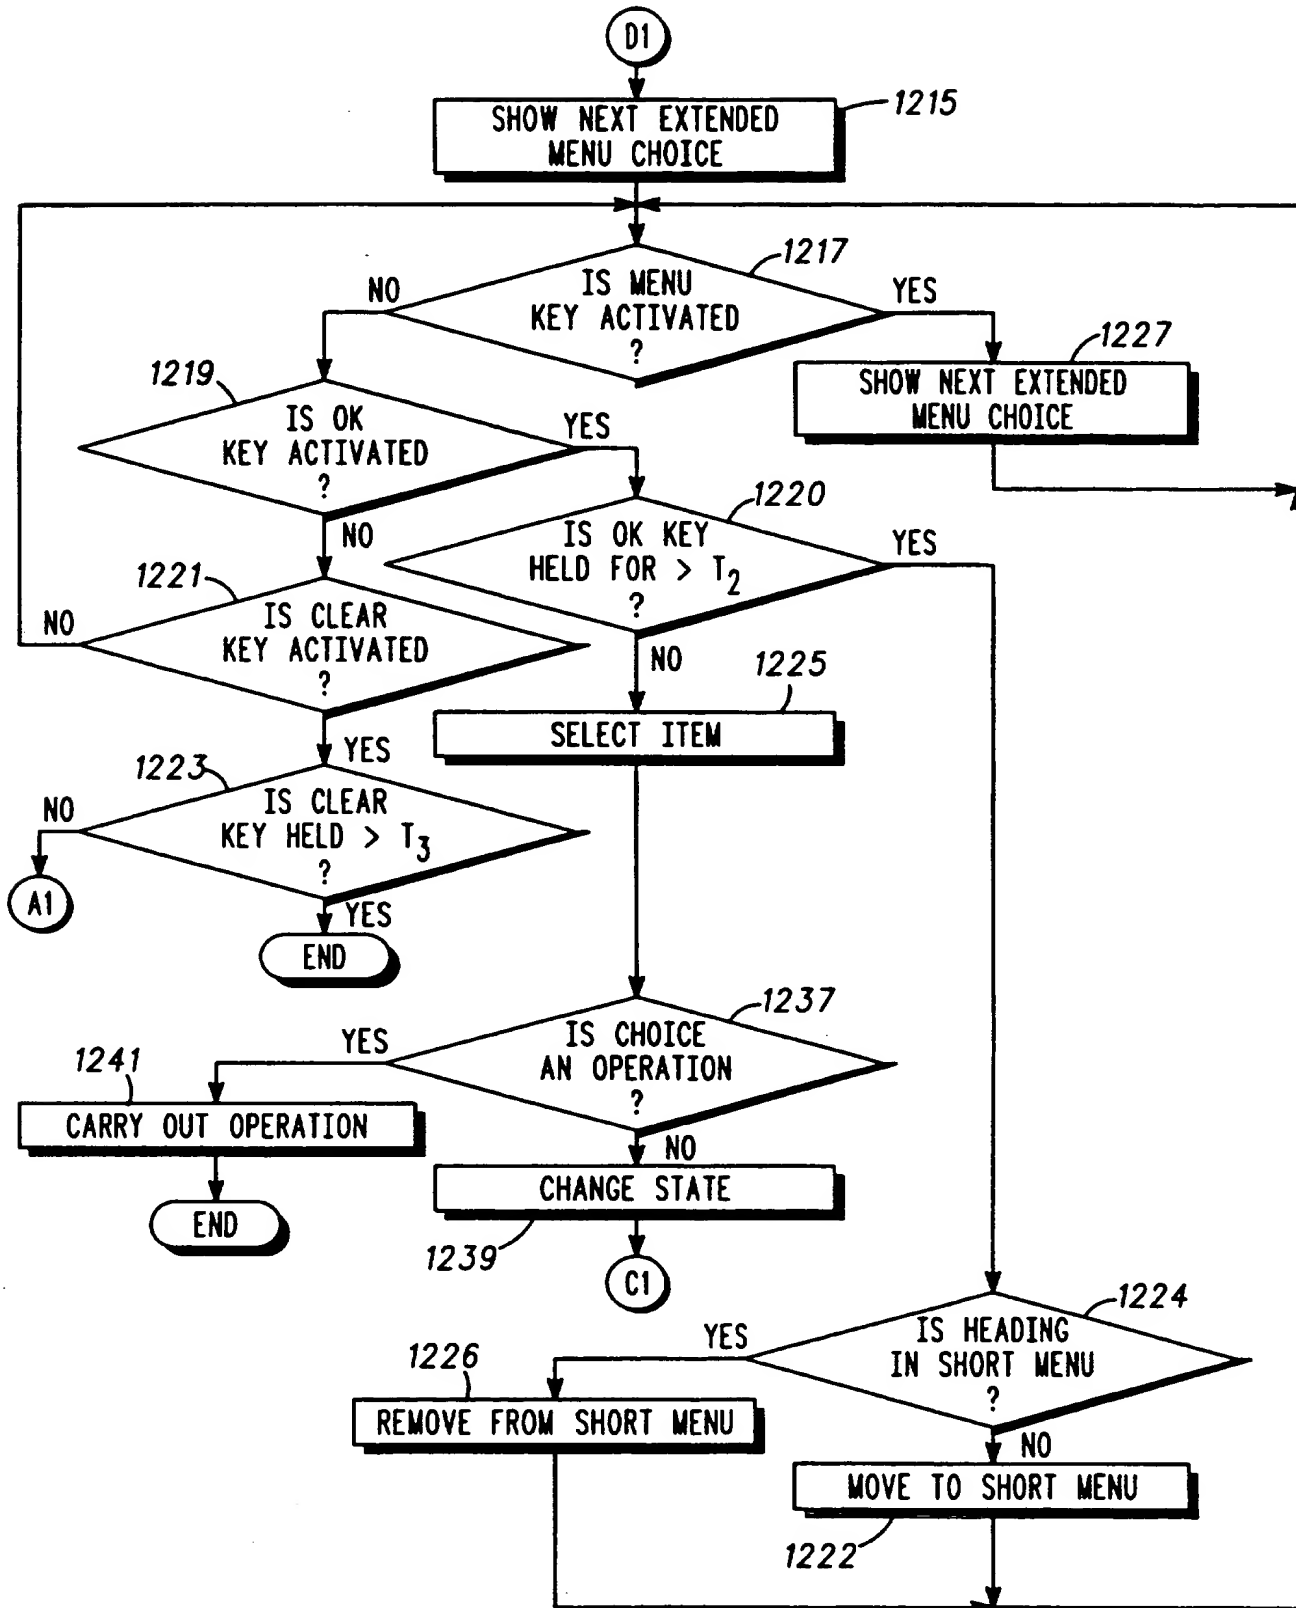 D1
1215
SHOW NEXT EXTENDED
MENU CHOICE
1217
IS MENU
KEY ACTIVATED
?
NO
YES
1227
SHOW NEXT EXTENDED
MENU CHOICE
1219
IS OK
KEY ACTIVATED
?
YES
NO
1220
IS OK KEY
HELD FOR > T2
?
YES
NO
1221
IS CLEAR
KEY ACTIVATED
?
NO
YES
1225
SELECT ITEM
1223
IS CLEAR
KEY HELD > T3
?
NO
A1
YES
END
1237
IS CHOICE
AN OPERATION
?
YES
1241
CARRY OUT OPERATION
END
NO
CHANGE STATE
1239
C1
1224
IS HEADING
IN SHORT MENU
?
YES
1226
REMOVE FROM SHORT MENU
NO
MOVE TO SHORT MENU
1222